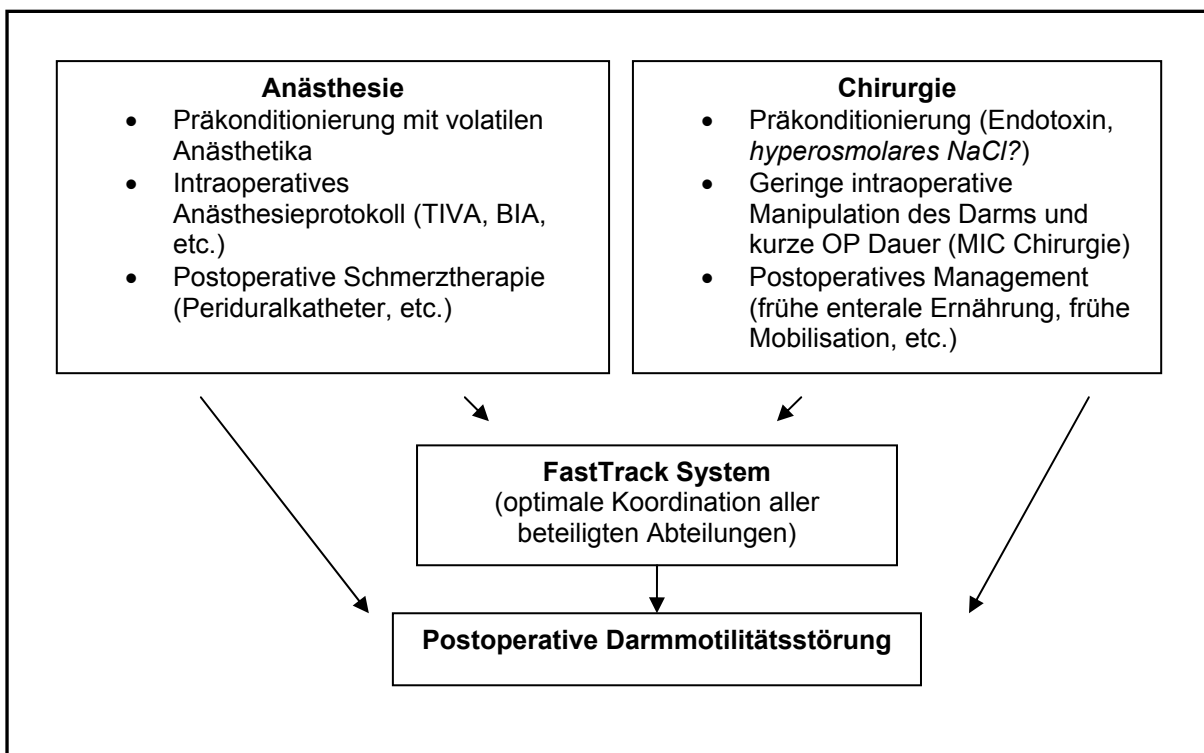 Anästhesie
• Präkonditionierung mit volatilen
Anästhetika
• Intraoperatives
Anästhesieprotokoll (TIVA, BIA,
etc.)
• Postoperative Schmerztherapie
(Periduralkatheter, etc.)
Chirurgie
• Präkonditionierung (Endotoxin,
hyperosmolares NaCl?)
• Geringe intraoperative
Manipulation des Darms und
kurze OP Dauer (MIC Chirurgie)
• Postoperatives Management
(frühe enterale Ernährung, frühe
Mobilisation, etc.)
FastTrack System
(optimale Koordination aller
beteiligten Abteilungen)
Postoperative Darmmotilitätsstörung